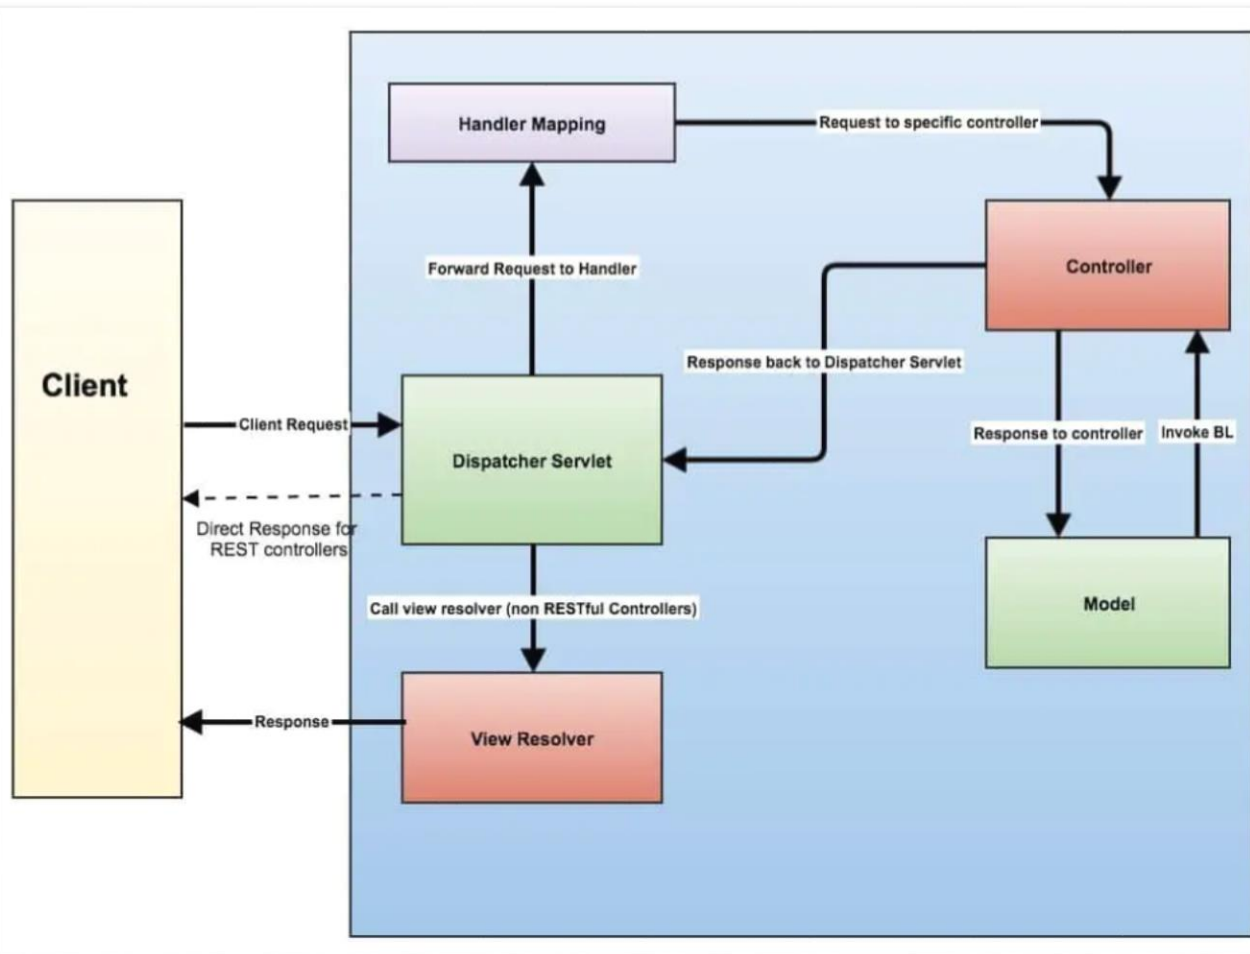 Handler Mapping
Request to specific controller
Forward Request to Handler
Controller
Client
Response back to Dispatcher Servlet
Client Request
Response to controller
Invoke BL
Dispatcher Servlet
Direct Response for
REST controllers
Call view resolver (non RESTful Controllers)
Model
Response
View Resolver